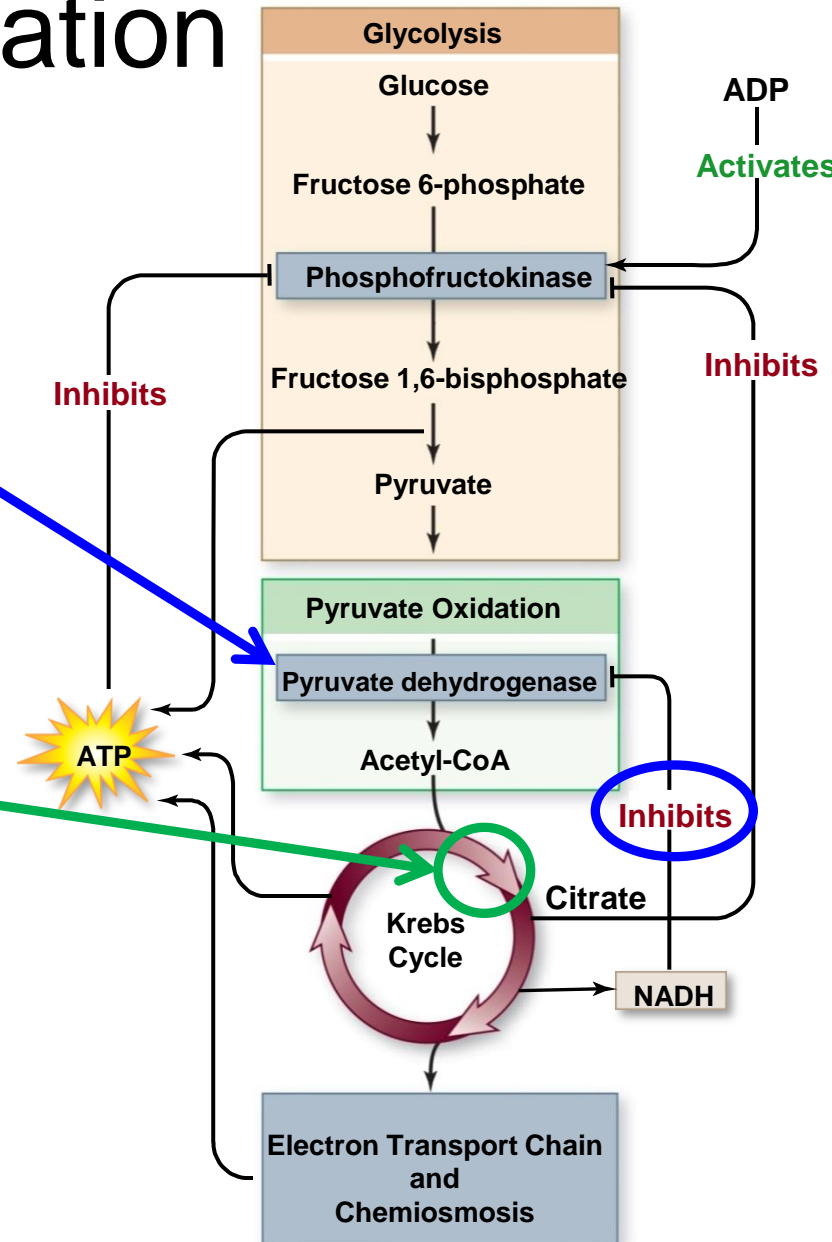 ation
Glycolysis
Glucose
ADP
Activates
Fructose 6-phosphate
Phosphofructokinase
Inhibits
Fructose 1,6-bisphosphate
Inhibits
Pyruvate
Pyruvate Oxidation
Pyruvate dehydrogenase
ATP
Acetyl-CoA
Inhibits
Citrate
Krebs
Cycle
NADH
Electron Transport Chain
and
Chemiosmosis